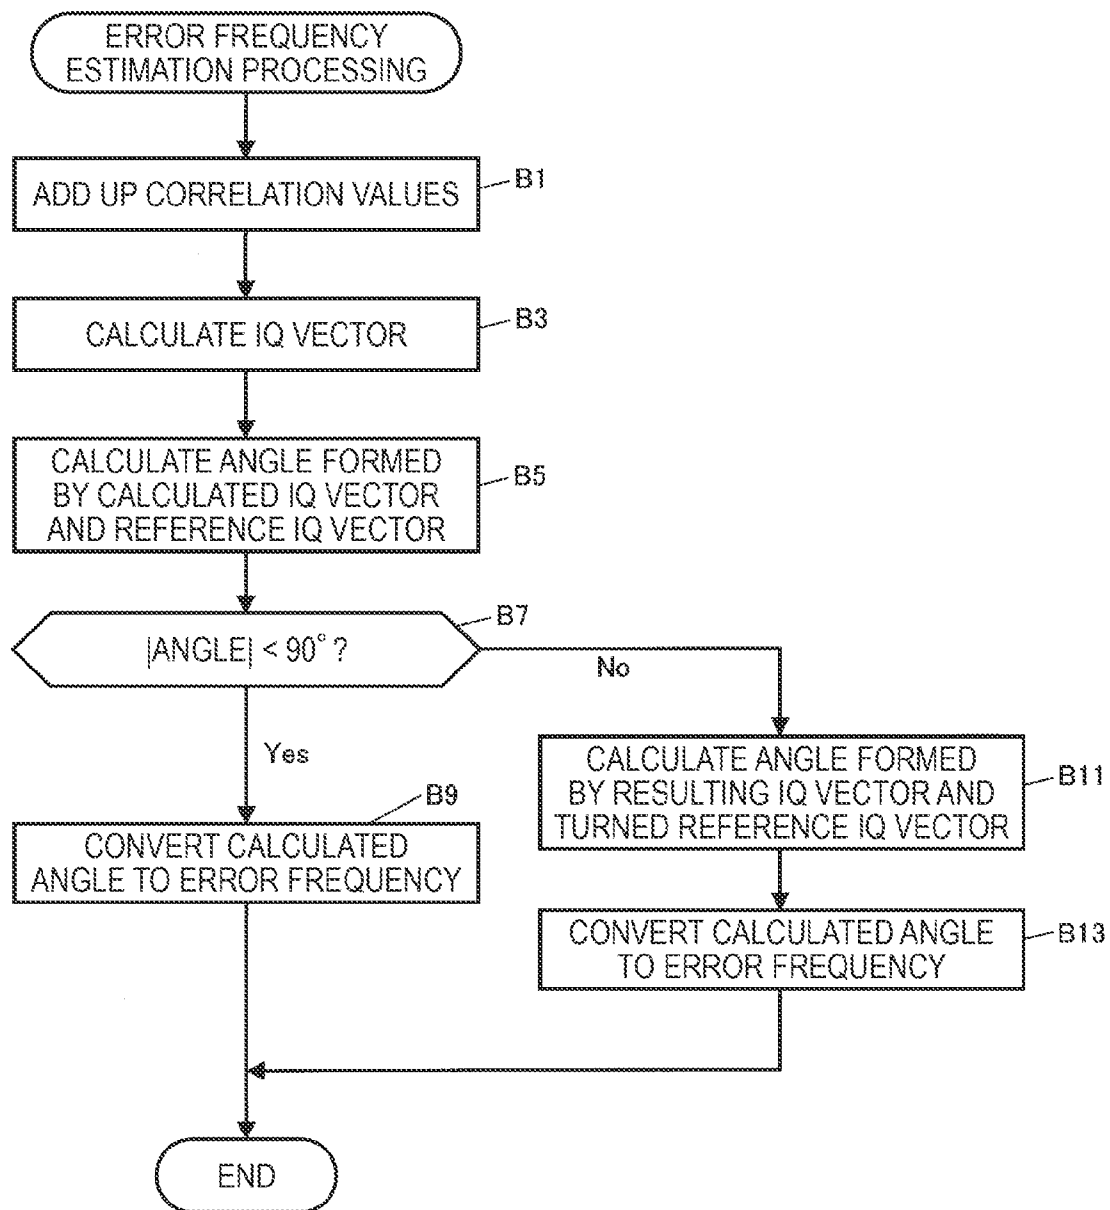 ERROR FREQUENCY
ESTIMATION PROCESSING
ADD UP CORRELATION VALUES
B1
CALCULATE IQ VECTOR
B3
CALCULATE ANGLE FORMED
BY CALCULATED IQ VECTOR
AND REFERENCE IQ VECTOR
B5
|ANGLE| < 90° ?
B7
No
Yes
CALCULATE ANGLE FORMED
BY RESULTING IQ VECTOR AND
TURNED REFERENCE IQ VECTOR
B11
B9
CONVERT CALCULATED
ANGLE TO ERROR FREQUENCY
CONVERT CALCULATED ANGLE
TO ERROR FREQUENCY
B13
END